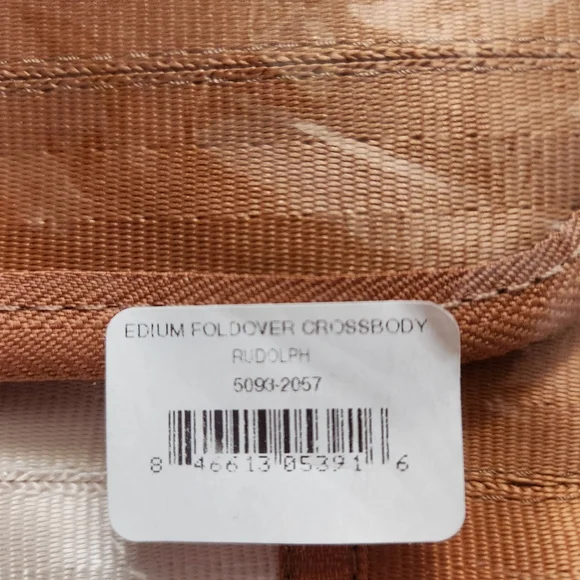 EDIUM FOLDOVER CROSSBODY
RUDOLPH
5093-2057
8 46613 05391 6